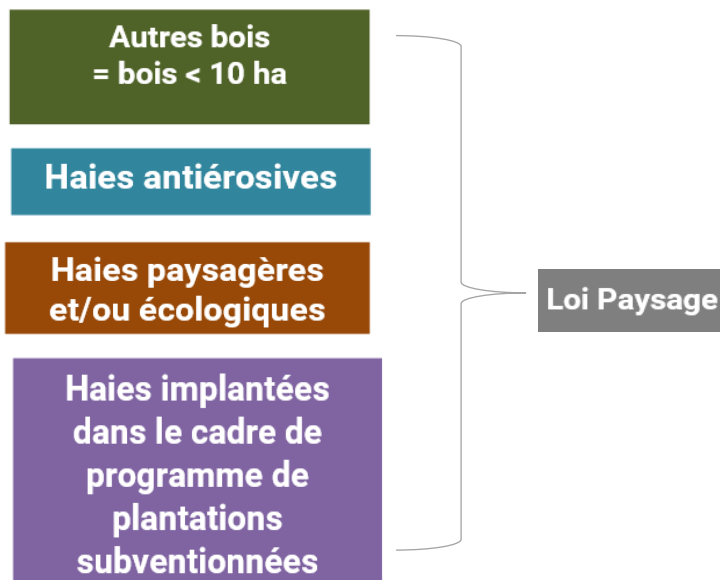 Autres bois
= bois < 10 ha
Haies antiérosives
Haies paysagères
et/ou écologiques
Loi Paysage
Haies implantées
dans le cadre de
programme de
plantations
subventionnées